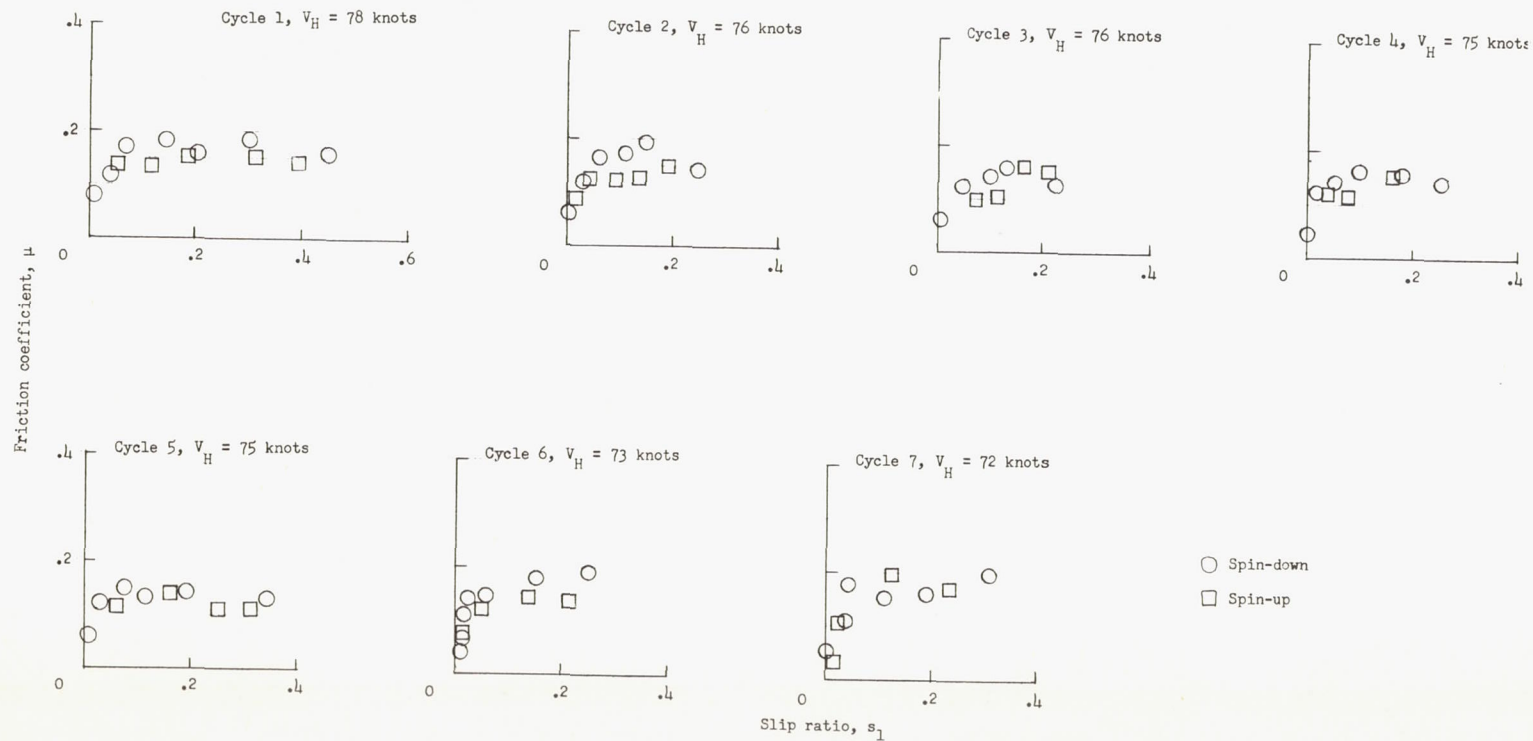 Cycle 1, V_H = 78 knots
.4
.2
0
.2
.4
.6
Cycle 2, V_H = 76 knots
0
.2
.4
Cycle 3, V_H = 76 knots
0
.2
.4
Cycle 4, V_H = 75 knots
0
.2
.4
Friction coefficient, μ
Cycle 5, V_H = 75 knots
.4
.2
0
.2
.4
Cycle 6, V_H = 73 knots
0
.2
.4
Cycle 7, V_H = 72 knots
0
.2
.4
Spin-down
Spin-up
Slip ratio, s₁